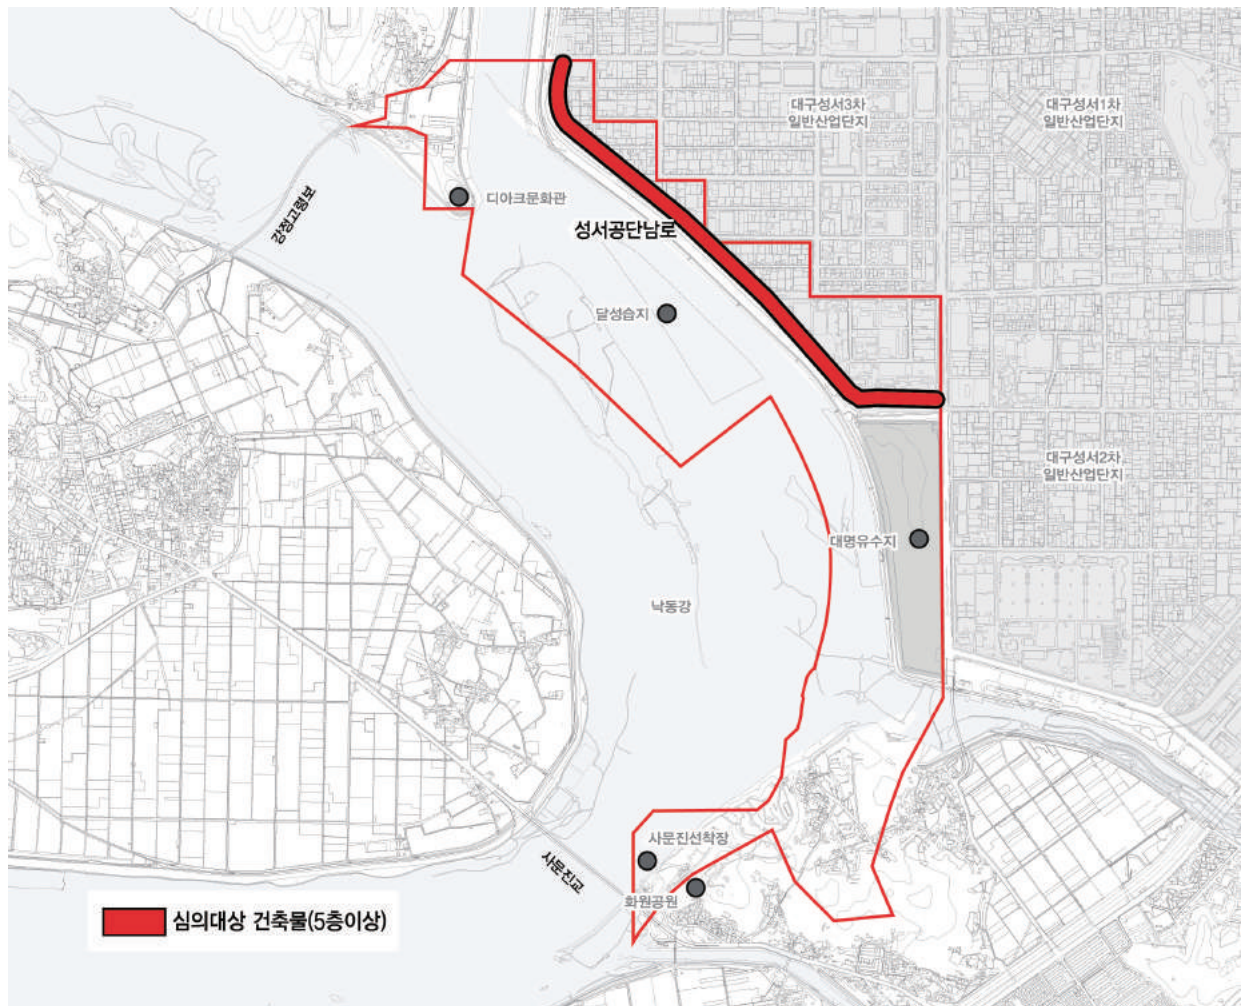 대구성서3차
일반산업단지
대구성서1차
일반산업단지
디아크문화관
강정고령보
성서공단남로
달성습지
대구성서2차
일반산업단지
대명유수지
낙동강
사문진선착장
사문진교
화원공원
심의대상 건축물(5층이상)